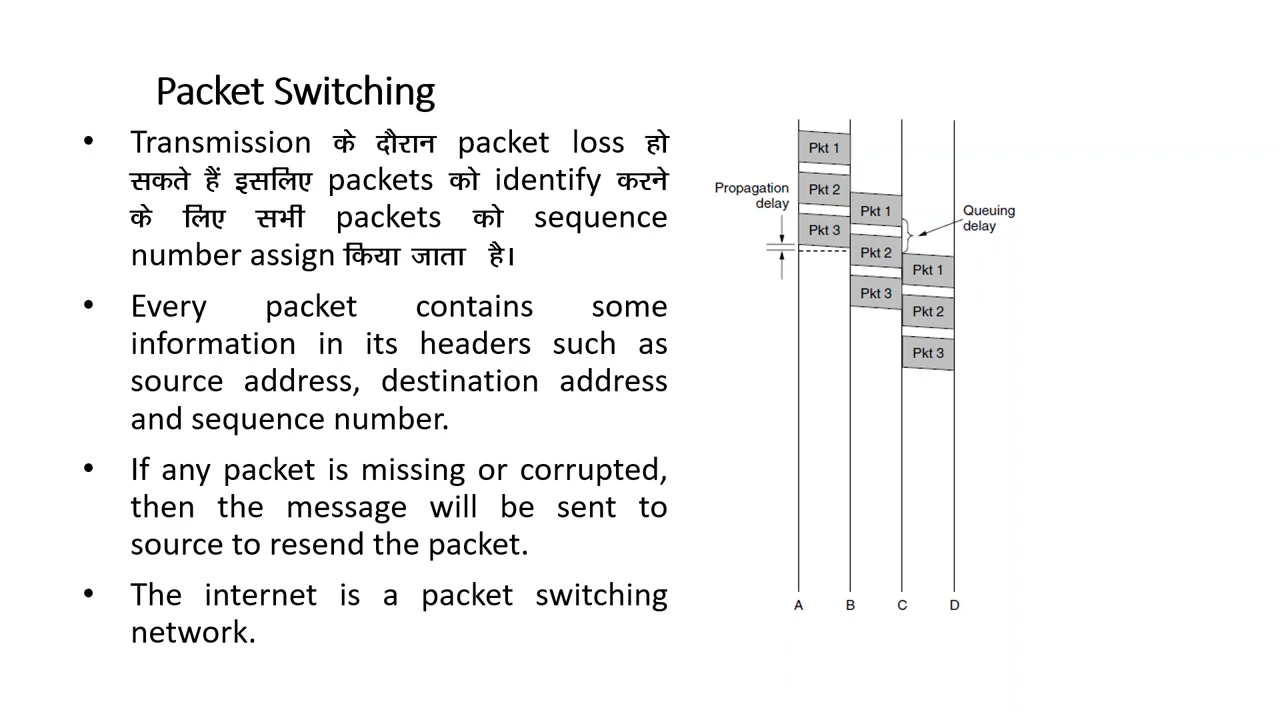 Packet Switching
• Transmission के दौरान packet loss हो
सकते हैं इसलिए packets को identify करने
के लिए सभी packets को sequence
number assign किया जाता है।
• Every packet contains some
information in its headers such as
source address, destination address
and sequence number.
• If any packet is missing or corrupted,
then the message will be sent to
source to resend the packet.
• The internet is a packet switching
network.
Pkt 1
Pkt 2
Pkt 3
Propagation
delay
Pkt 1
Pkt 2
Pkt 3
Queuing
delay
Pkt 1
Pkt 2
Pkt 3
A B C D